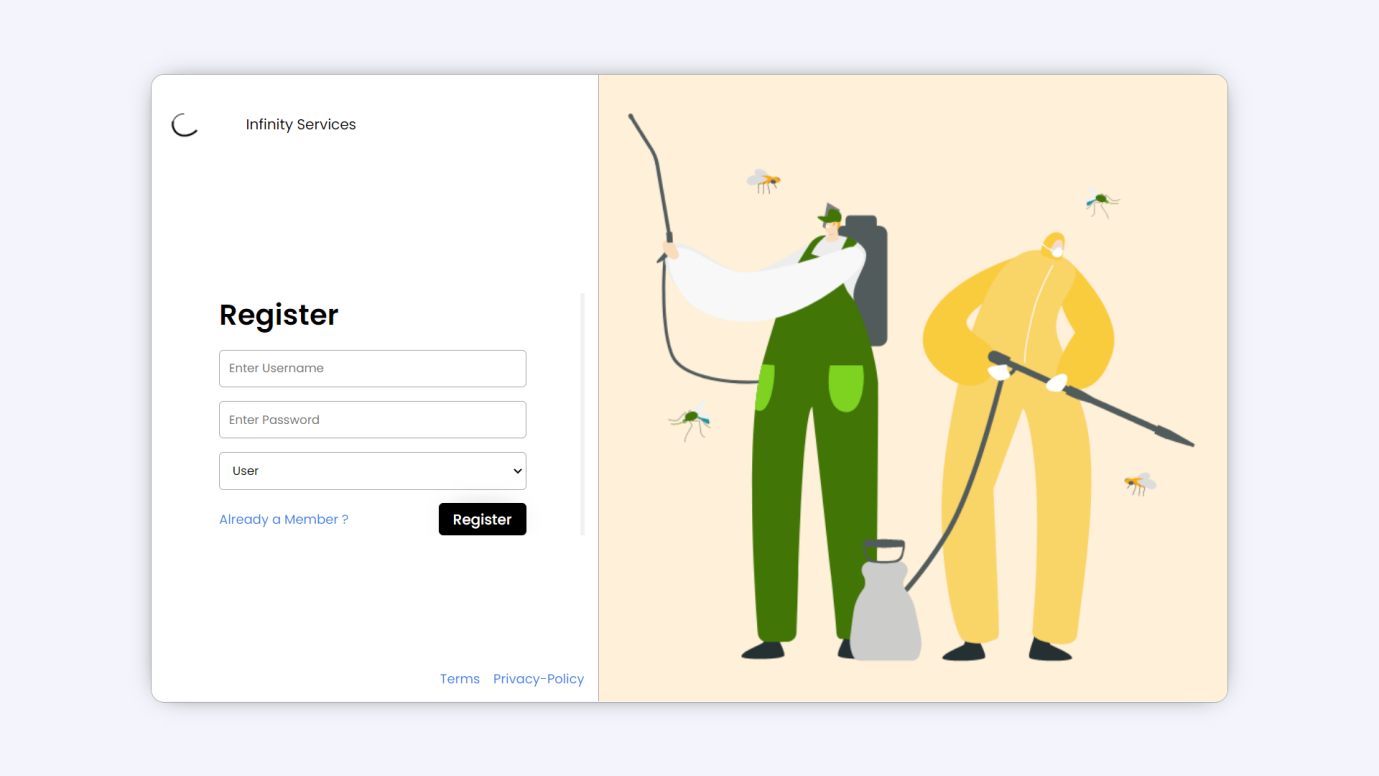 Infinity Services
Register
Enter Username
Enter Password
User
Already a Member ?
Register
Terms Privacy-Policy